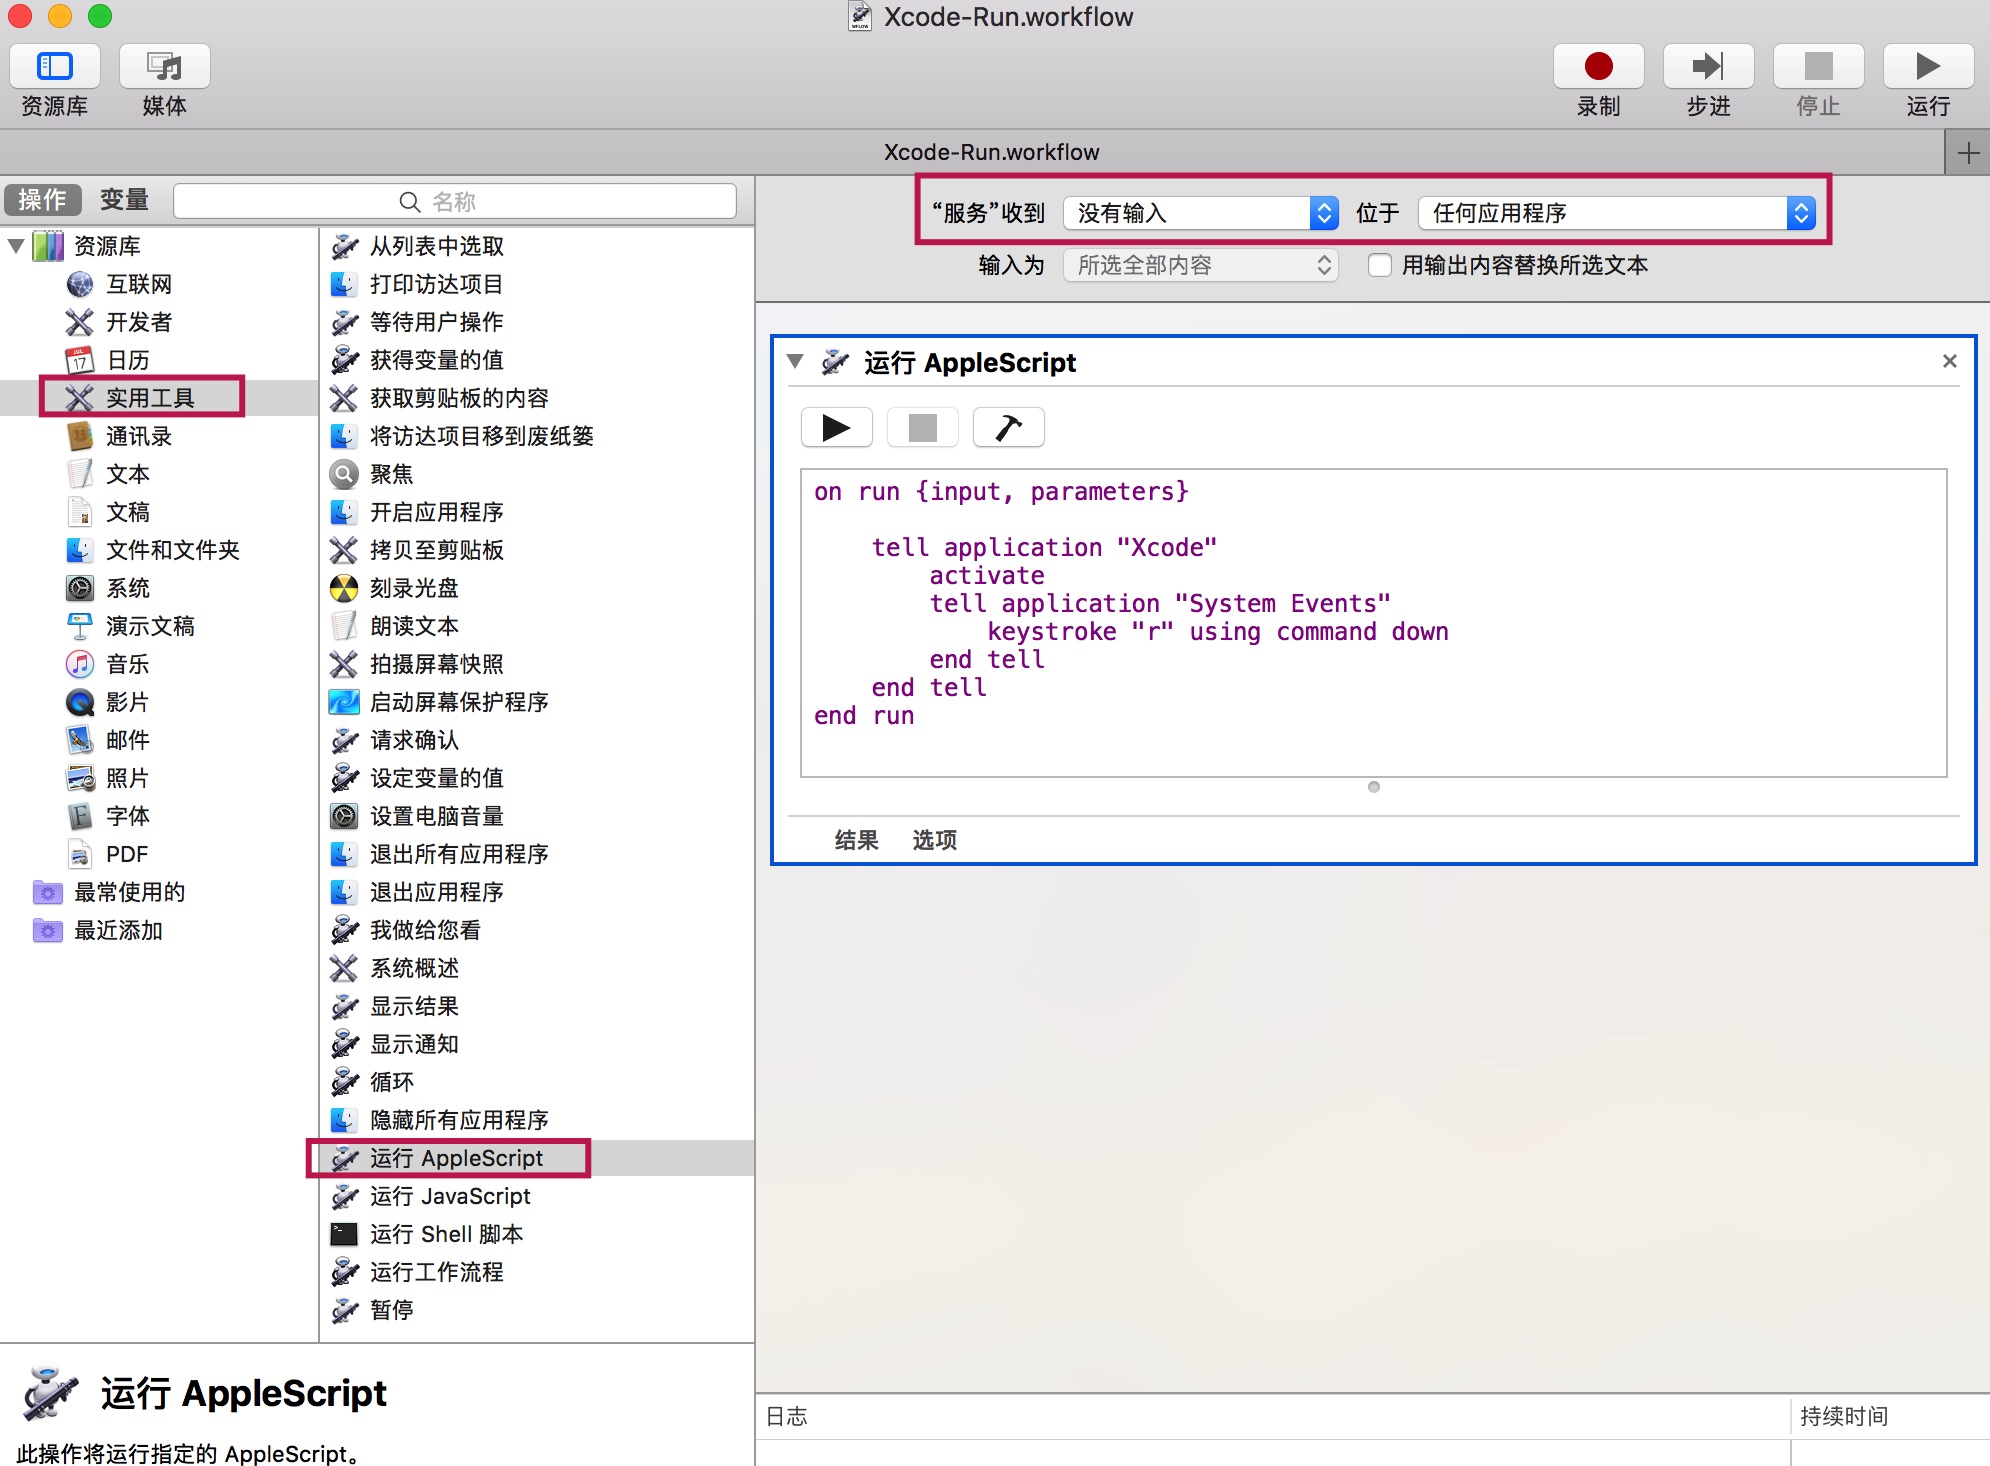 Xcode-Run.workflow
资源库
媒体
录制
步进
停止
运行
Xcode-Run.workflow
操作
变量
名称
“服务”收到
没有输入
位于
任何应用程序
输入为
所选全部内容
用输出内容替换所选文本
资源库
互联网
开发者
日历
实用工具
通讯录
文本
文稿
文件和文件夹
系统
演示文稿
音乐
影片
邮件
照片
字体
PDF
最常使用的
最近添加
从列表中选取
打印访达项目
等待用户操作
获得变量的值
获取剪贴板的内容
将访达项目移到废纸篓
聚焦
开启应用程序
拷贝至剪贴板
刻录光盘
朗读文本
拍摄屏幕快照
启动屏幕保护程序
请求确认
设定变量的值
设置电脑音量
退出所有应用程序
退出应用程序
我做给您看
系统概述
显示结果
显示通知
循环
隐藏所有应用程序
运行 AppleScript
运行 JavaScript
运行 Shell 脚本
运行工作流程
暂停
运行 AppleScript
on run {input, parameters}
tell application "Xcode"
activate
tell application "System Events"
keystroke "r" using command down
end tell
end tell
end run
结果
选项
运行 AppleScript
此操作将运行指定的 AppleScript。
日志
持续时间